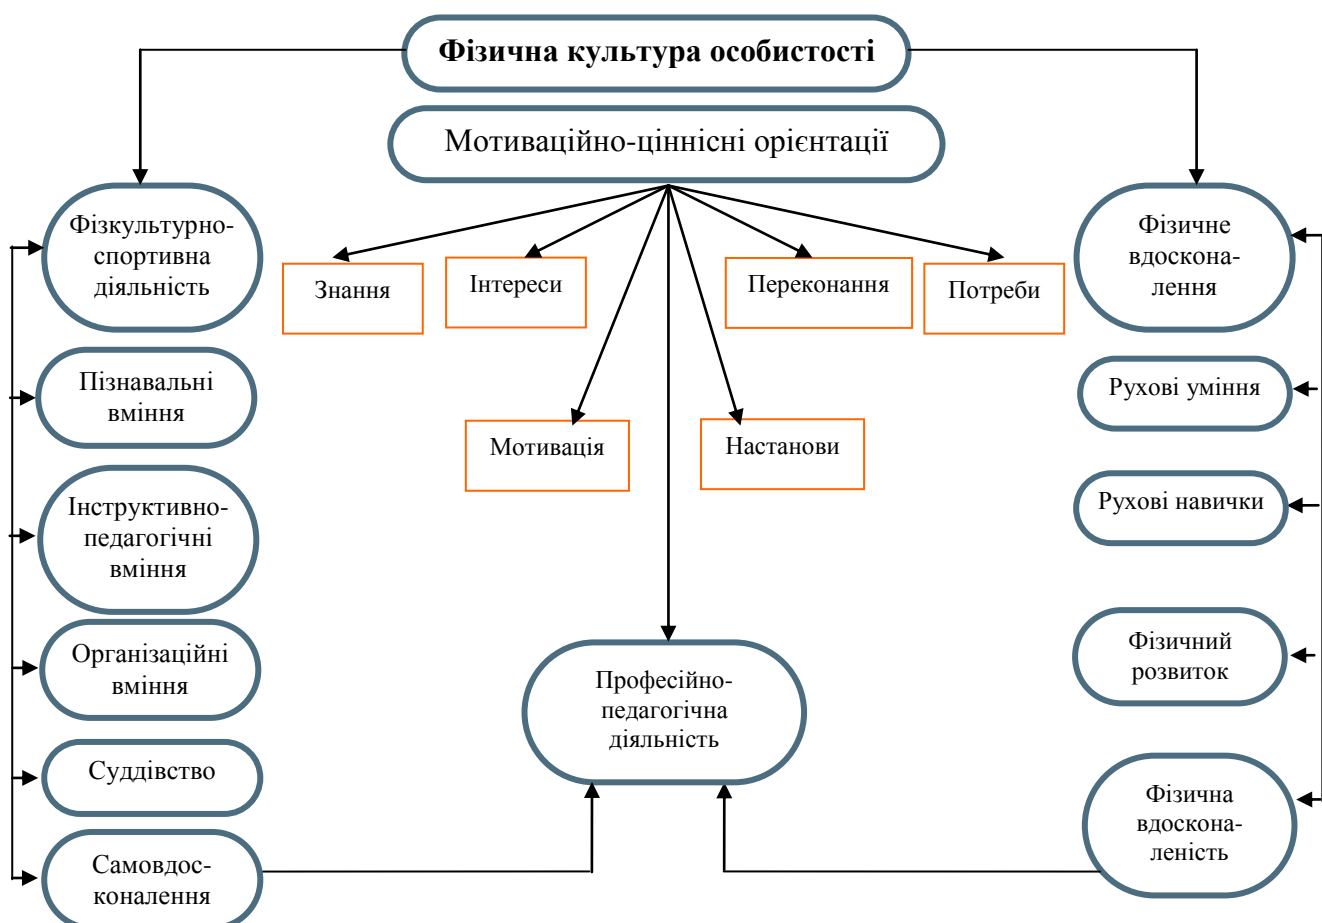 Фізична культура особистості
Мотиваційно-ціннісні орієнтації
Фізкультурно-
спортивна
діяльність
Фізичне
вдоскона-
лення
Знання
Інтереси
Переконання
Потреби
Пізнавальні
вміння
Рухові уміння
Мотивація
Настанови
Інструктивно-
педагогічні
вміння
Рухові навички
Організаційні
вміння
Професійно-
педагогічна
діяльність
Фізичний
розвиток
Суддівство
Фізична
вдоскона-
леність
Самовдос-
коналення